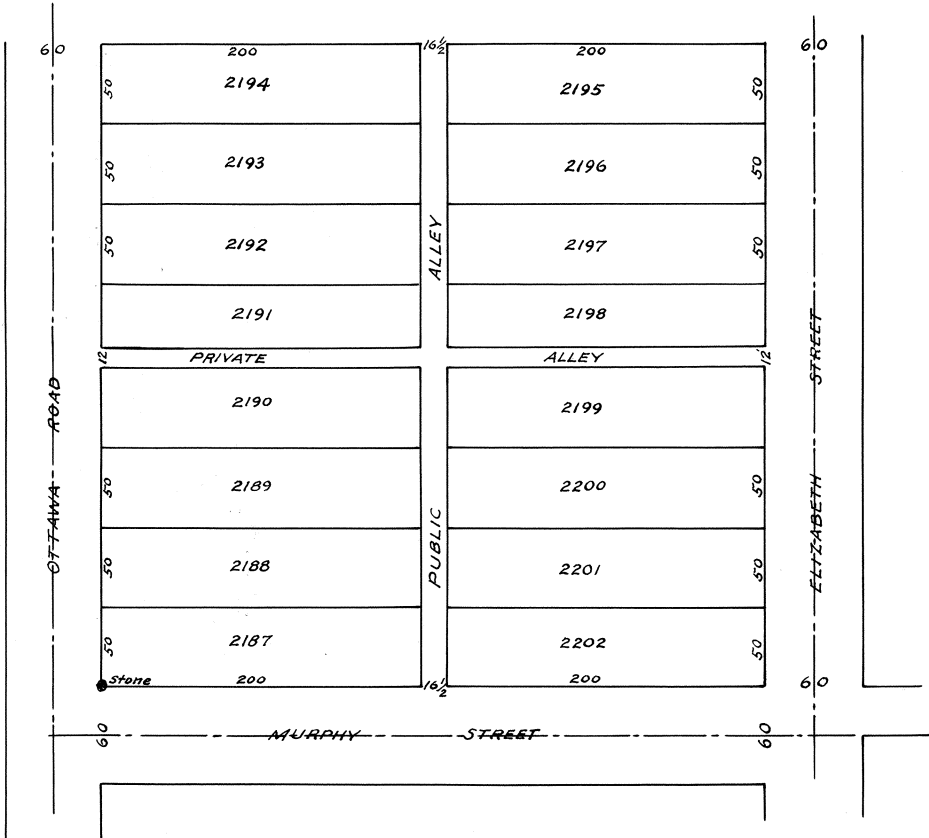 60 200 16½ 200 60
50 2194 2195 50
50 2193 2196 50
50 2192 ALLEY 2197 50
2191 2198
12 PRIVATE ALLEY 12'
OTTAWA ROAD
ELIZABETH STREET
2190 2199
50 2189 2200 50
50 2188 PUBLIC 2201 50
50 2187 2202 50
Stone 200 16½ 200 60
60 MURPHY STREET 60